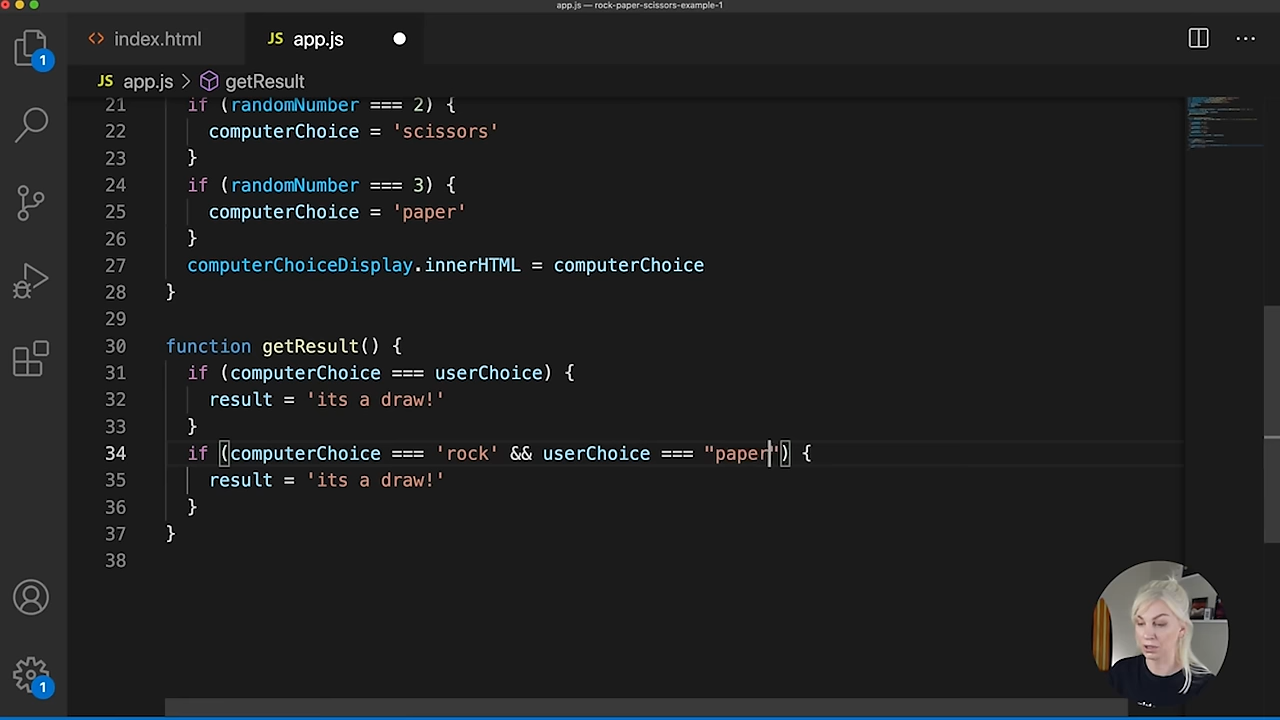 app.js — rock-paper-scissors-example-1
<> index.html JS app.js
JS app.js > getResult
1
21 if (randomNumber === 2) {
22 computerChoice = 'scissors'
23 }
24 if (randomNumber === 3) {
25 computerChoice = 'paper'
26 }
27 computerChoiceDisplay.innerHTML = computerChoice
28 }
29
30 function getResult() {
31 if (computerChoice === userChoice) {
32 result = 'its a draw!'
33 }
34 if (computerChoice === 'rock' && userChoice === "paper") {
35 result = 'its a draw!'
36 }
37 }
38
1